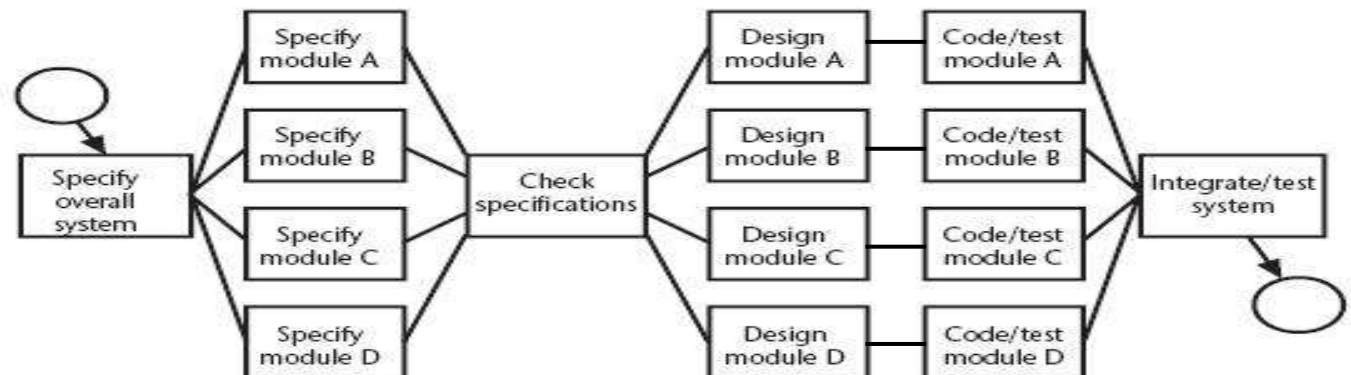 Specify
overall
system
Specify
module A
Specify
module B
Specify
module C
Specify
module D
Check
specifications
Design
module A
Design
module B
Design
module C
Design
module D
Code/test
module A
Code/test
module B
Code/test
module C
Code/test
module D
Integrate/test
system